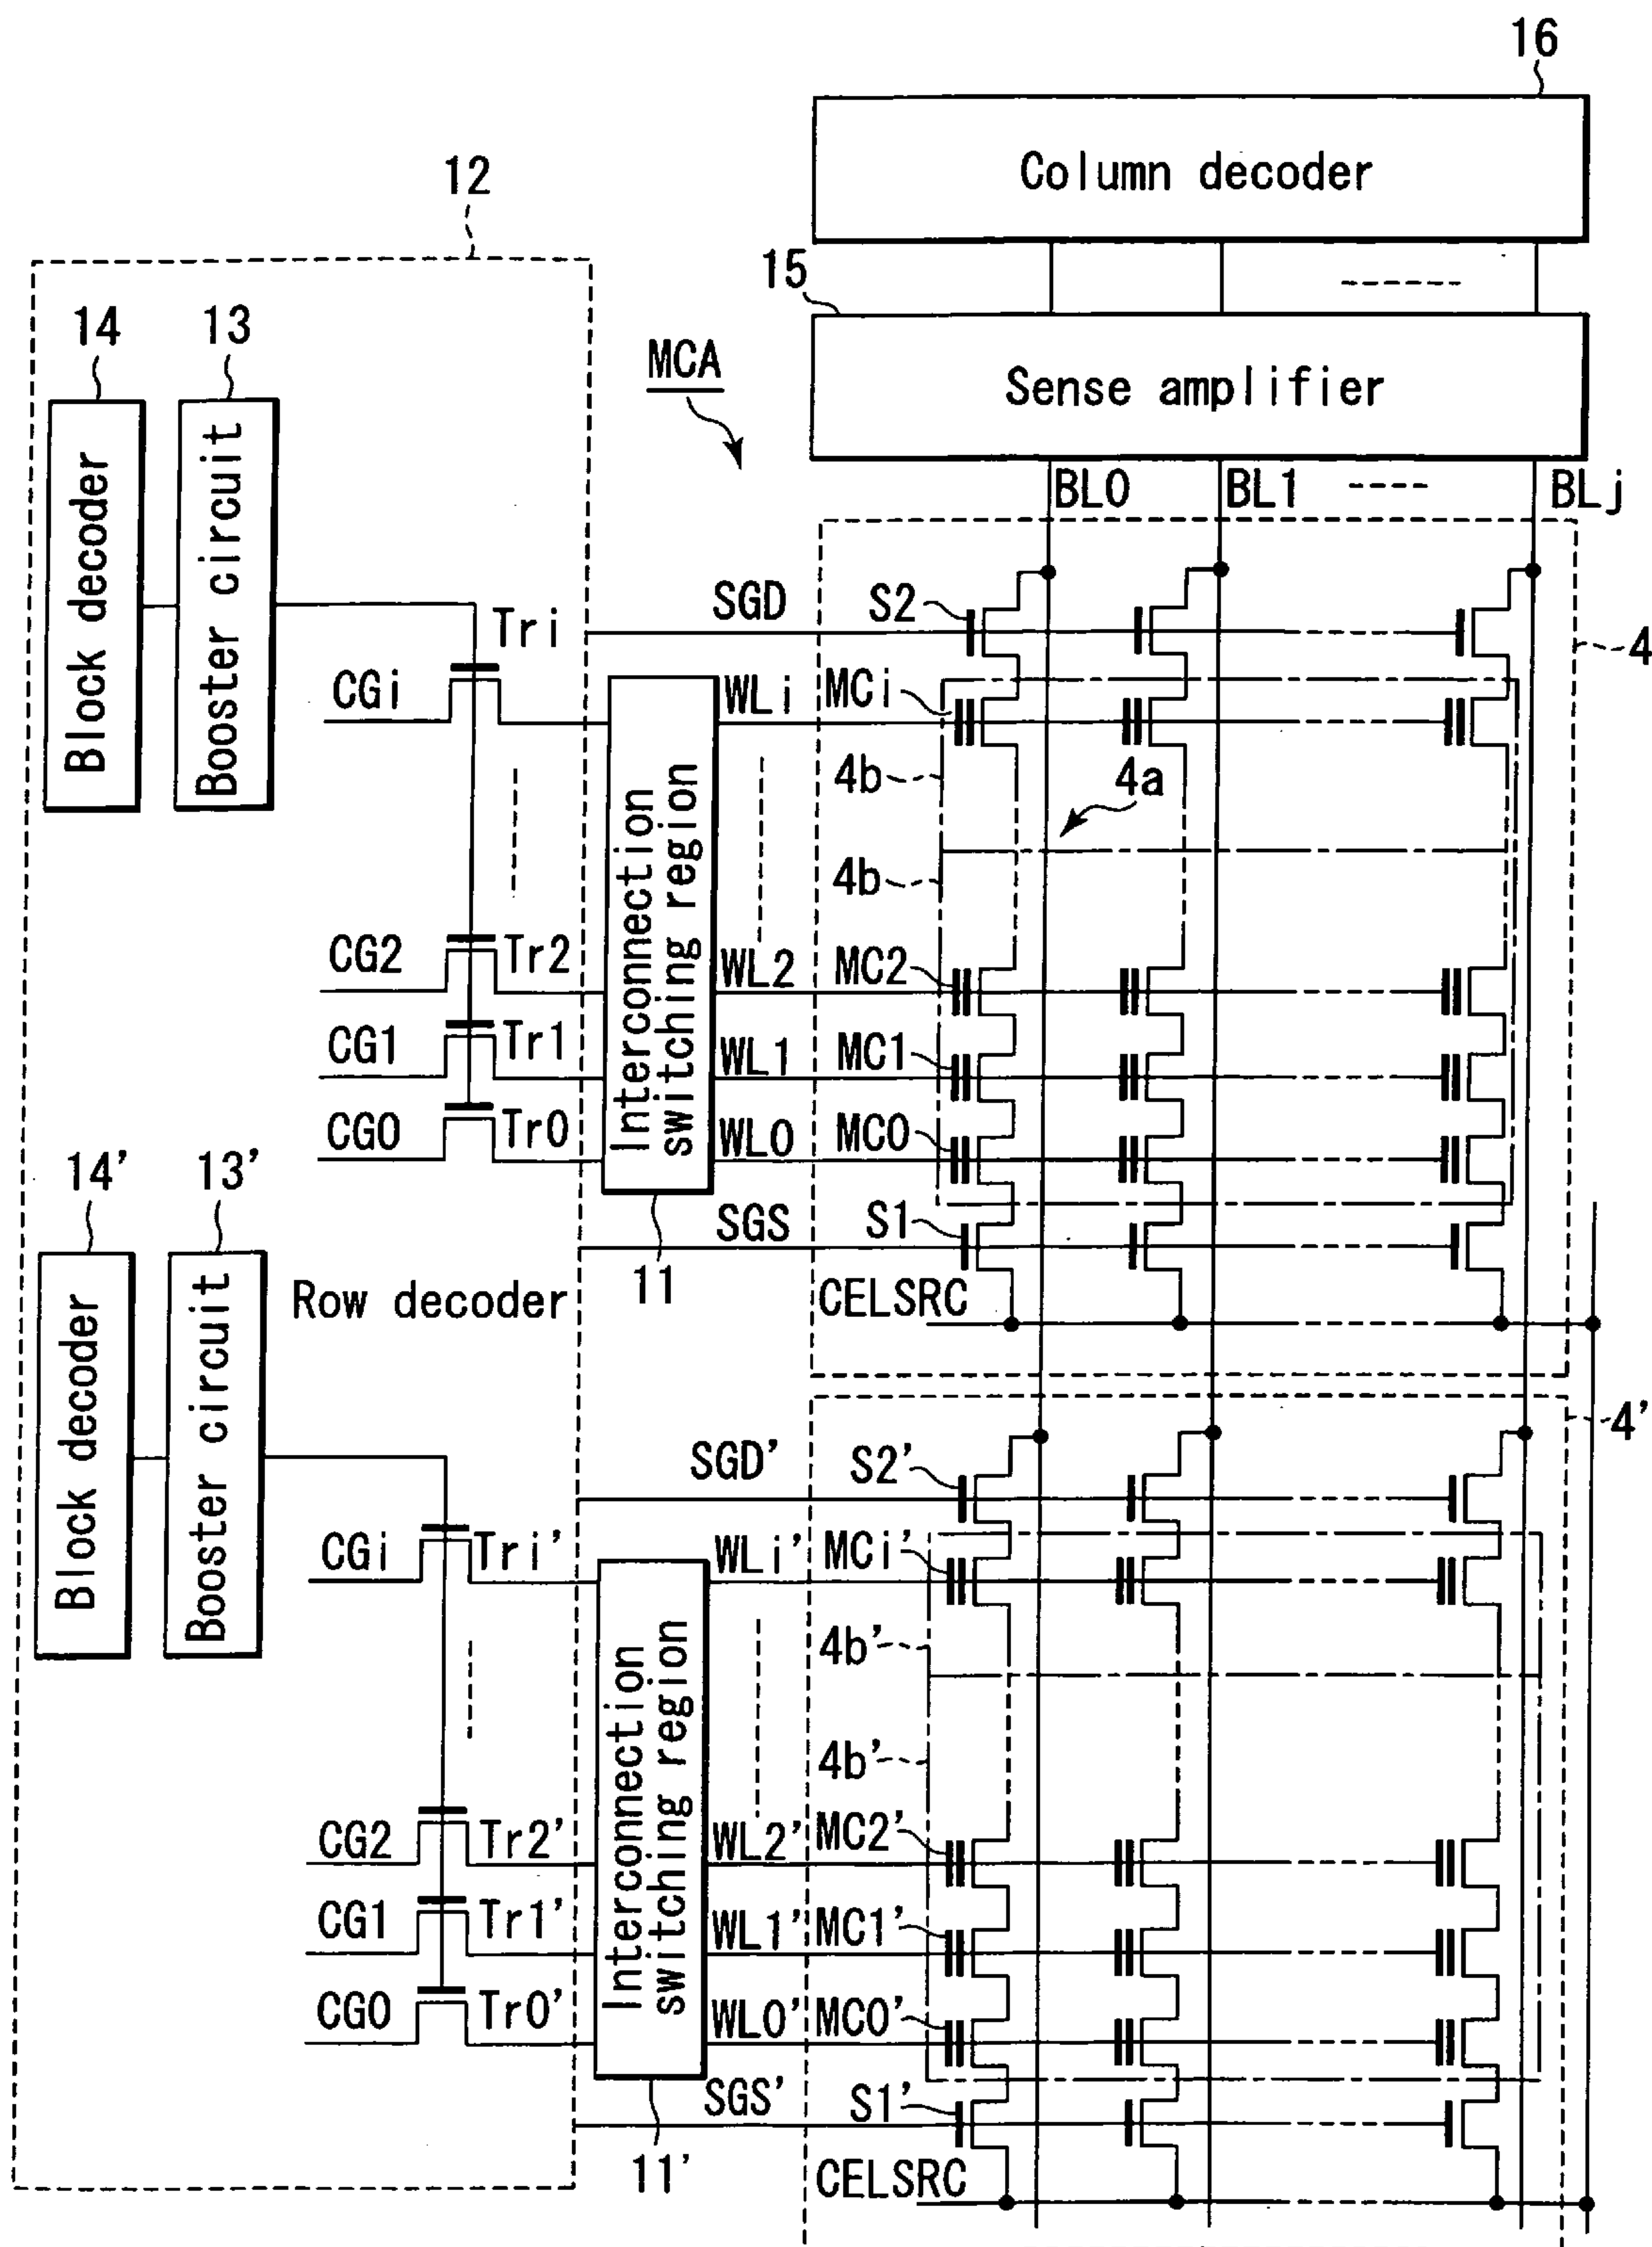 16
Column decoder
12
15
14
13
MCA
Sense amplifier
Block decoder
Booster circuit
BL0
BL1
BLj
Tri
SGD
S2
4
CGi
WLi
MCi
4b
4a
Interconnection
switching region
4b
CG2
Tr2
WL2
MC2
CG1
Tr1
WL1
MC1
CG0
Tr0
WL0
MC0
14'
13'
SGS
S1
11
Row decoder
CELSRC
Block decoder
Booster circuit
4'
SGD'
S2'
CGi
Tri'
WLi'
MCi'
4b'
Interconnection
switching region
4b'
CG2
Tr2'
WL2'
MC2'
CG1
Tr1'
WL1'
MC1'
CG0
Tr0'
WL0'
MC0'
SGS'
S1'
11'
CELSRC